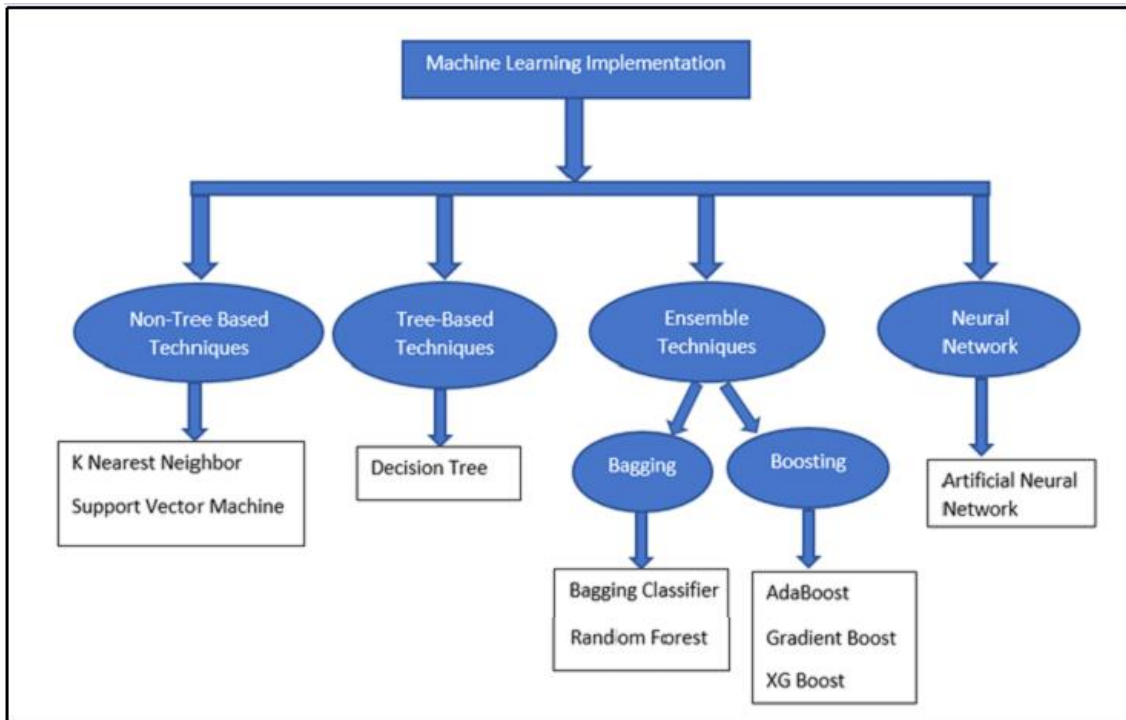 Machine Learning Implementation
Non-Tree Based
Techniques
Tree-Based
Techniques
Ensemble
Techniques
Neural
Network
K Nearest Neighbor
Support Vector Machine
Decision Tree
Bagging
Boosting
Artificial Neural
Network
Bagging Classifier
Random Forest
AdaBoost
Gradient Boost
XG Boost